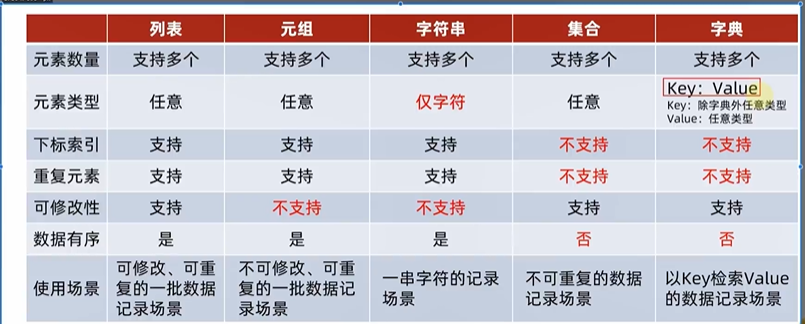 列表 元组 字符串 集合 字典
元素数量 支持多个 支持多个 支持多个 支持多个 支持多个
元素类型 任意 任意 仅字符 任意 Key：Value
Key：除字典外任意类型
Value：任意类型
下标索引 支持 支持 支持 不支持 不支持
重复元素 支持 支持 支持 不支持 不支持
可修改性 支持 不支持 不支持 支持 支持
数据有序 是 是 是 否 否
使用场景 可修改、可重复的一批数据记录场景 不可修改、可重复的一批数据记录场景 一串字符的记录场景 不可重复的数据记录场景 以Key检索Value的数据记录场景